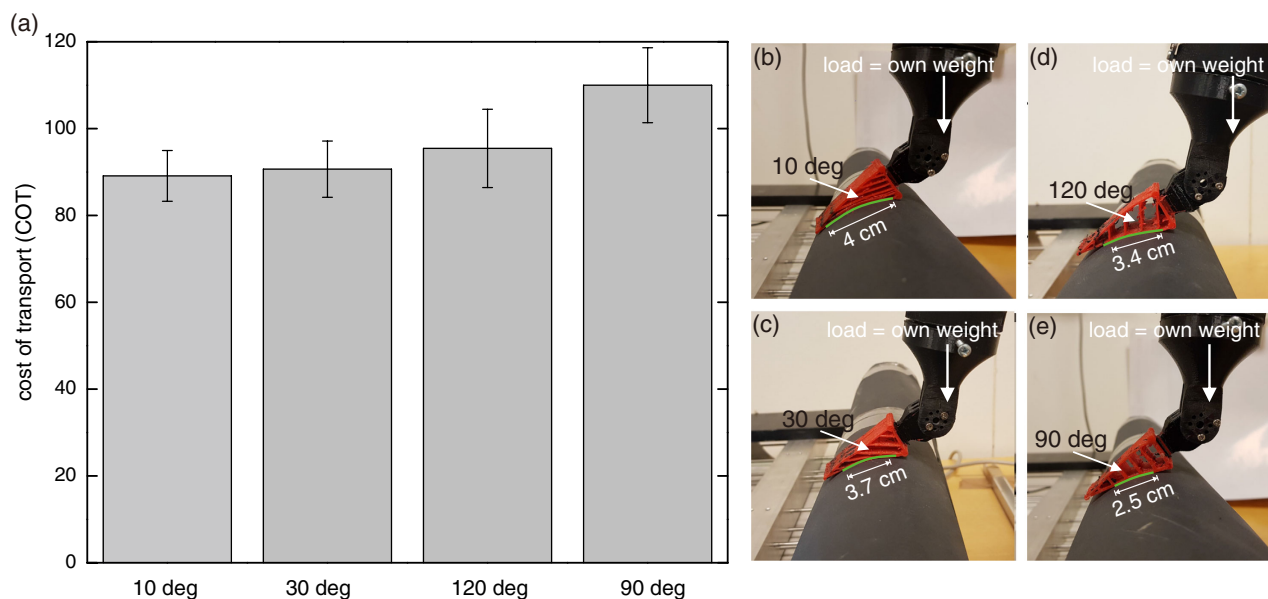 (a)
120
100
80
60
40
20
0
cost of transport (COT)
10 deg
30 deg
120 deg
90 deg
(b)
load = own weight
10 deg
4 cm
(d)
load = own weight
120 deg
3.4 cm
(c)
load = own weight
30 deg
3.7 cm
(e)
load = own weight
90 deg
2.5 cm